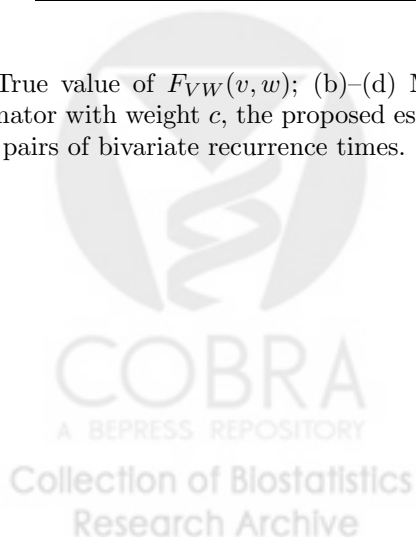 True value of F_{VW}(v, w); (b)–(d) M
nator with weight c, the proposed es
pairs of bivariate recurrence times.
COBRA
A BEPRESS REPOSITORY
Collection of Biostatistics
Research Archive